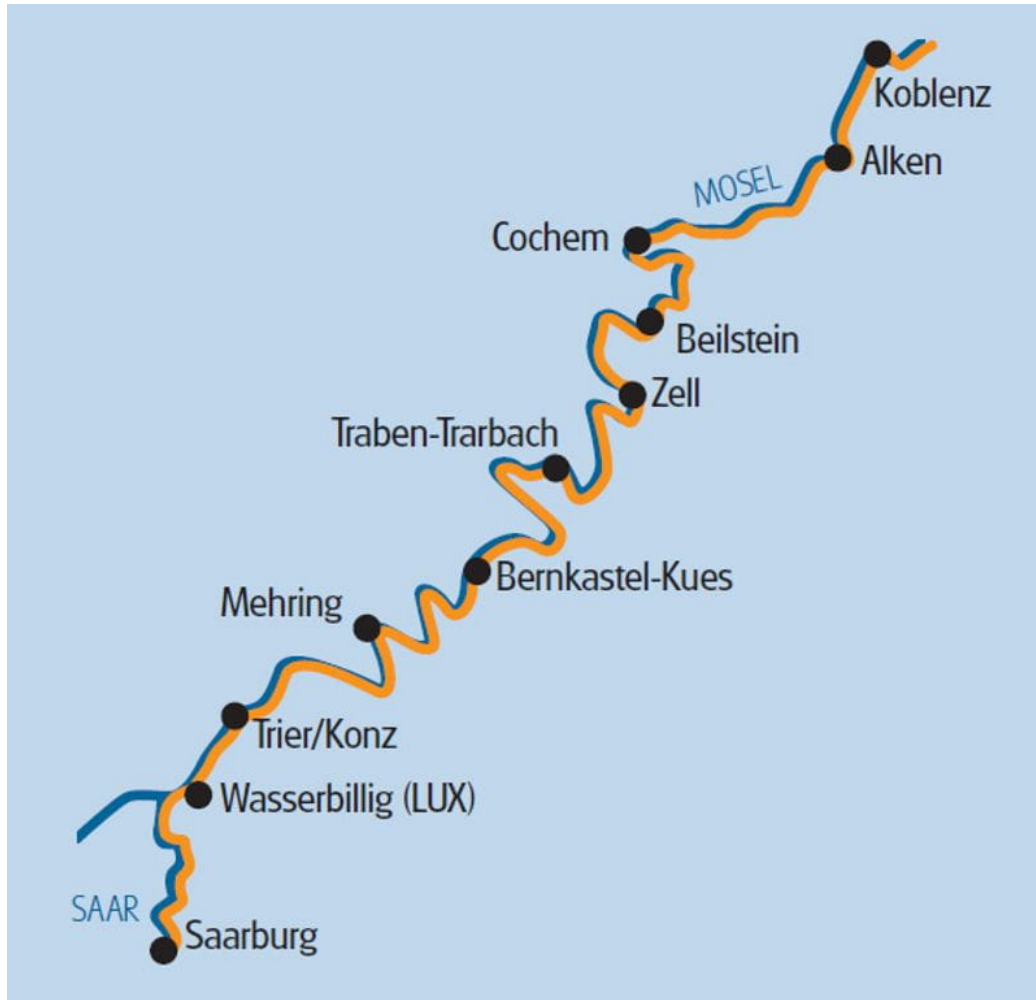 Koblenz
Alken
MOSEL
Cochem
Beilstein
Zell
Traben-Trarbach
Bernkastel-Kues
Mehring
Trier/Konz
Wasserbillig (LUX)
SAAR
Saarburg